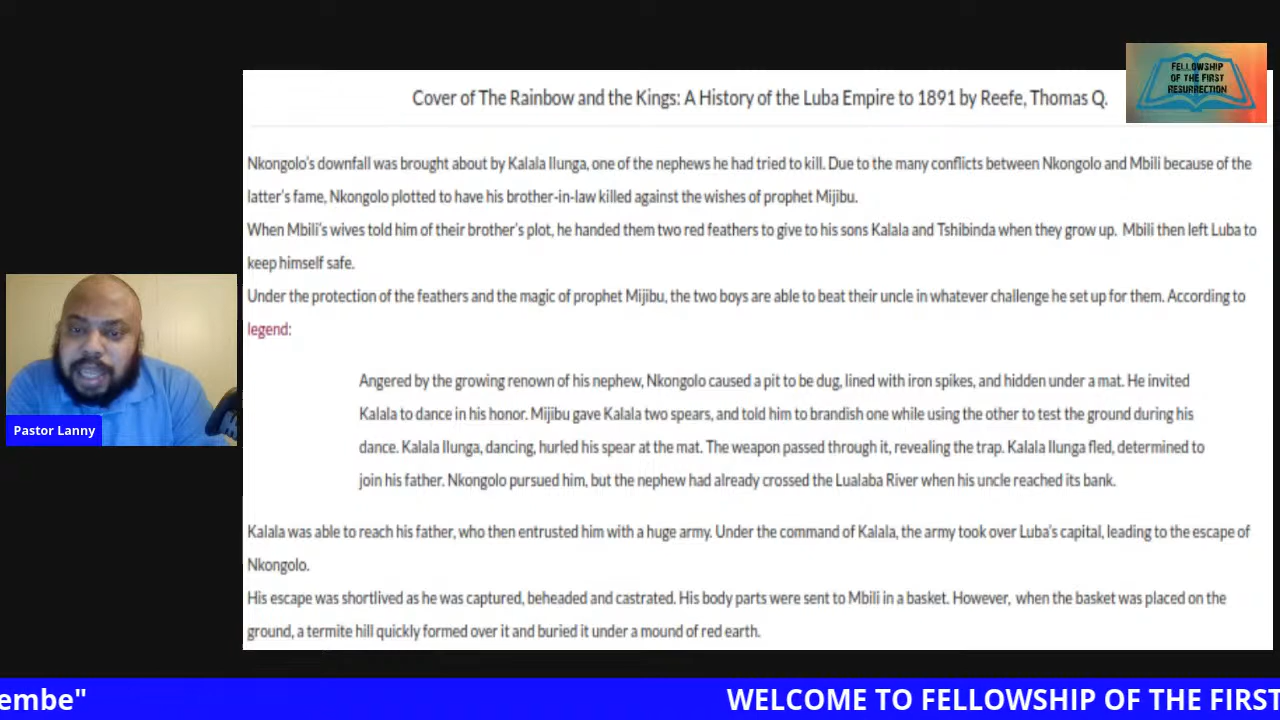 FELLOWSHIP
OF THE FIRST
RESURRECTION
Cover of The Rainbow and the Kings: A History of the Luba Empire to 1891 by Reefe, Thomas Q.
Nkongolo's downfall was brought about by Kalala Ilunga, one of the nephews he had tried to kill. Due to the many conflicts between Nkongolo and Mbili because of the
latter's fame, Nkongolo plotted to have his brother-in-law killed against the wishes of prophet Mijibu.
When Mbili's wives told him of their brother's plot, he handed them two red feathers to give to his sons Kalala and Tshibinda when they grow up. Mbili then left Luba to
keep himself safe.
Under the protection of the feathers and the magic of prophet Mijibu, the two boys are able to beat their uncle in whatever challenge he set up for them. According to
legend:
Angered by the growing renown of his nephew, Nkongolo caused a pit to be dug, lined with iron spikes, and hidden under a mat. He invited
Kalala to dance in his honor. Mijibu gave Kalala two spears, and told him to brandish one while using the other to test the ground during his
dance. Kalala Ilunga, dancing, hurled his spear at the mat. The weapon passed through it, revealing the trap. Kalala Ilunga fled, determined to
join his father. Nkongolo pursued him, but the nephew had already crossed the Lualaba River when his uncle reached its bank.
Kalala was able to reach his father, who then entrusted him with a huge army. Under the command of Kalala, the army took over Luba's capital, leading to the escape of
Nkongolo.
His escape was shortlived as he was captured, beheaded and castrated. His body parts were sent to Mbili in a basket. However, when the basket was placed on the
ground, a termite hill quickly formed over it and buried it under a mound of red earth.
Pastor Lanny
embe" WELCOME TO FELLOWSHIP OF THE FIRST